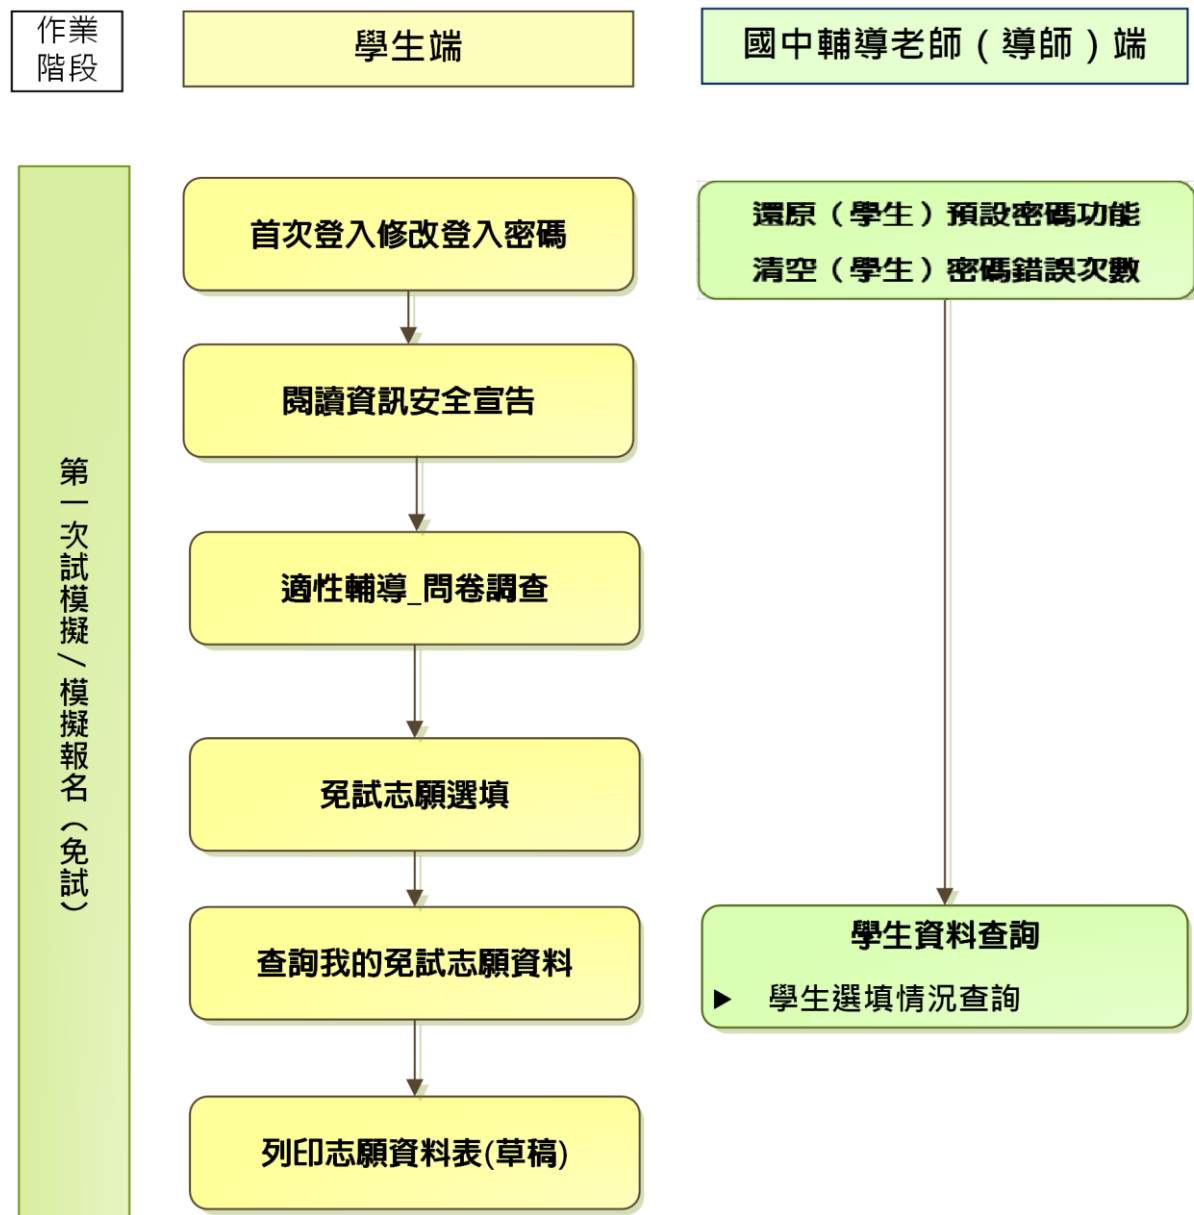 作業
階段
學生端
國中輔導老師（導師）端
第一次試模擬/模擬報名（免試）
首次登入修改登入密碼
還原（學生）預設密碼功能
清空（學生）密碼錯誤次數
閱讀資訊安全宣告
適性輔導_問卷調查
免試志願選填
查詢我的免試志願資料
學生資料查詢
► 學生選填情況查詢
列印志願資料表(草稿)